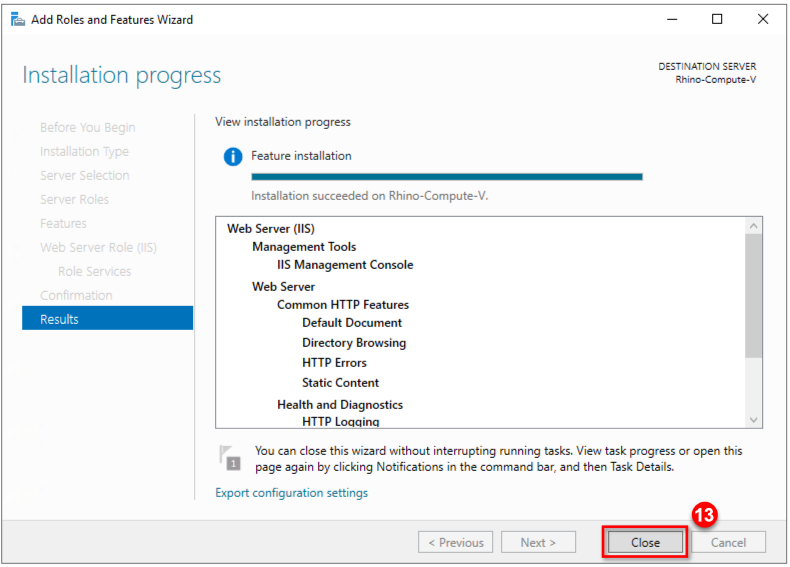 Add Roles and Features Wizard
Installation progress
DESTINATION SERVER
Rhino-Compute-V
Before You Begin
Installation Type
Server Selection
Server Roles
Features
Web Server Role (IIS)
Role Services
Confirmation
Results
View installation progress
Feature installation
Installation succeeded on Rhino-Compute-V.
Web Server (IIS)
Management Tools
IIS Management Console
Web Server
Common HTTP Features
Default Document
Directory Browsing
HTTP Errors
Static Content
Health and Diagnostics
HTTP Logging
1
You can close this wizard without interrupting running tasks. View task progress or open this
page again by clicking Notifications in the command bar, and then Task Details.
Export configuration settings
13
< Previous
Next >
Close
Cancel